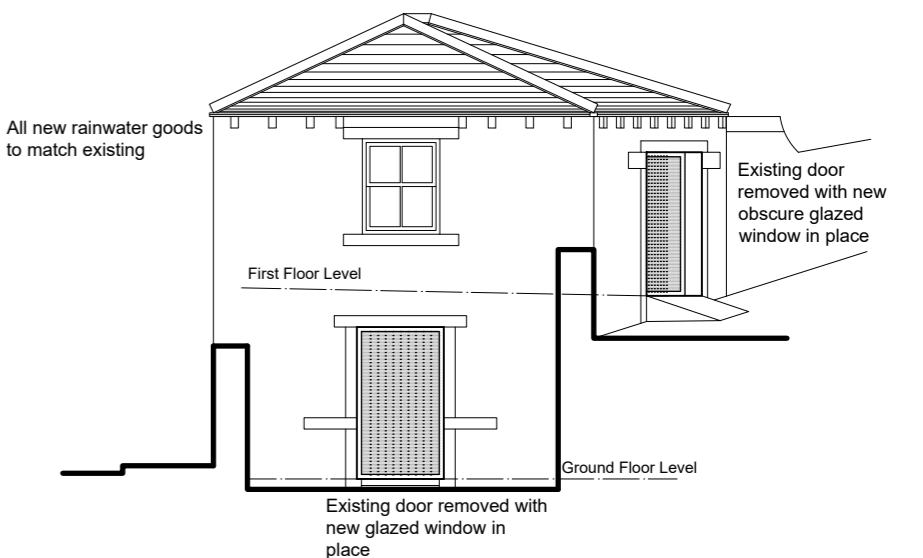 All new rainwater goods
to match existing
Existing door
removed with new
obscure glazed
window in place
First Floor Level
Ground Floor Level
Existing door removed with
new glazed window in
place